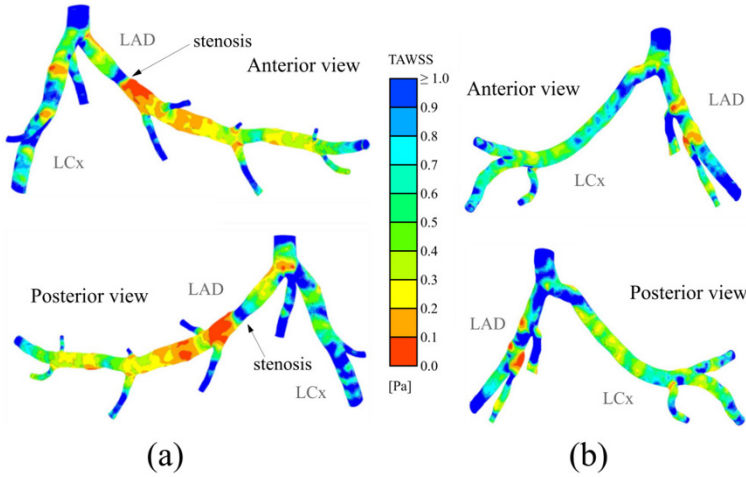 LAD
stenosis
Anterior view
LCx
Posterior view
LAD
stenosis
LCx
(a)
TAWSS
≥ 1.0
0.9
0.8
0.7
0.6
0.5
0.4
0.3
0.2
0.1
0.0
[Pa]
Anterior view
LAD
LCx
Posterior view
LAD
LCx
(b)